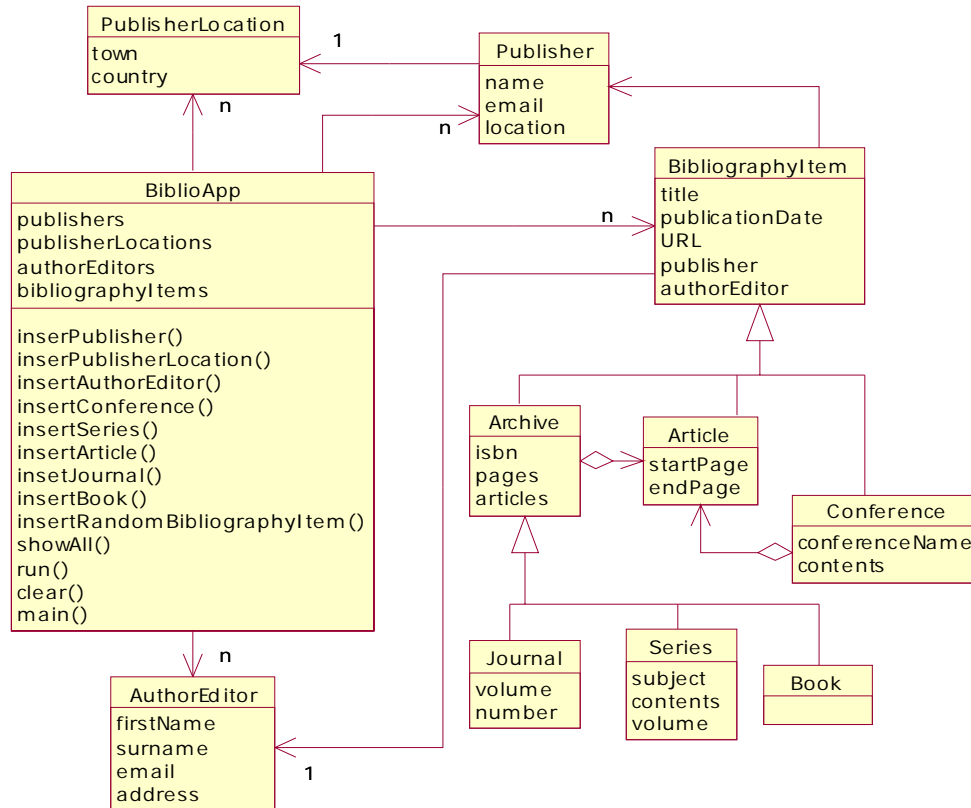 PublisherLocation
town
country
1
Publisher
name
email
location
n
n
BibliographyItem
title
publicationDate
URL
publisher
authorEditor
BiblioApp
publishers
publisherLocations
authorEditors
bibliographyItems
n
inserPublisher()
inserPublisherLocation()
insertAuthorEditor()
insertConference()
insertSeries()
insertArticle()
insetJournal()
insertBook()
insertRandomBibliographyItem()
showAll()
run()
clear()
main()
Archive
isbn
pages
articles
Article
startPage
endPage
Conference
conferenceName
contents
Journal
volume
number
Series
subject
contents
volume
Book
n
AuthorEditor
firstName
surname
email
address
1